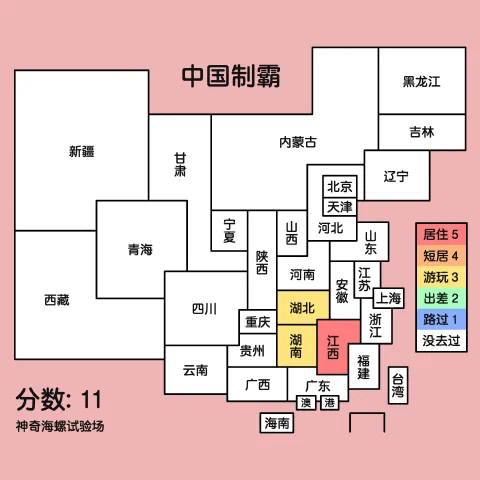 中国制霸
黑龙江
吉林
辽宁
内蒙古
新疆
甘肃
北京
天津
河北
宁夏
山西
山东
陕西
青海
西藏
河南
安徽
江苏
上海
四川
湖北
重庆
浙江
湖南
江西
贵州
福建
云南
广西
广东
台湾
澳
港
海南
居住 5
短居 4
游玩 3
出差 2
路过 1
没去过
分数: 11
神奇海螺试验场